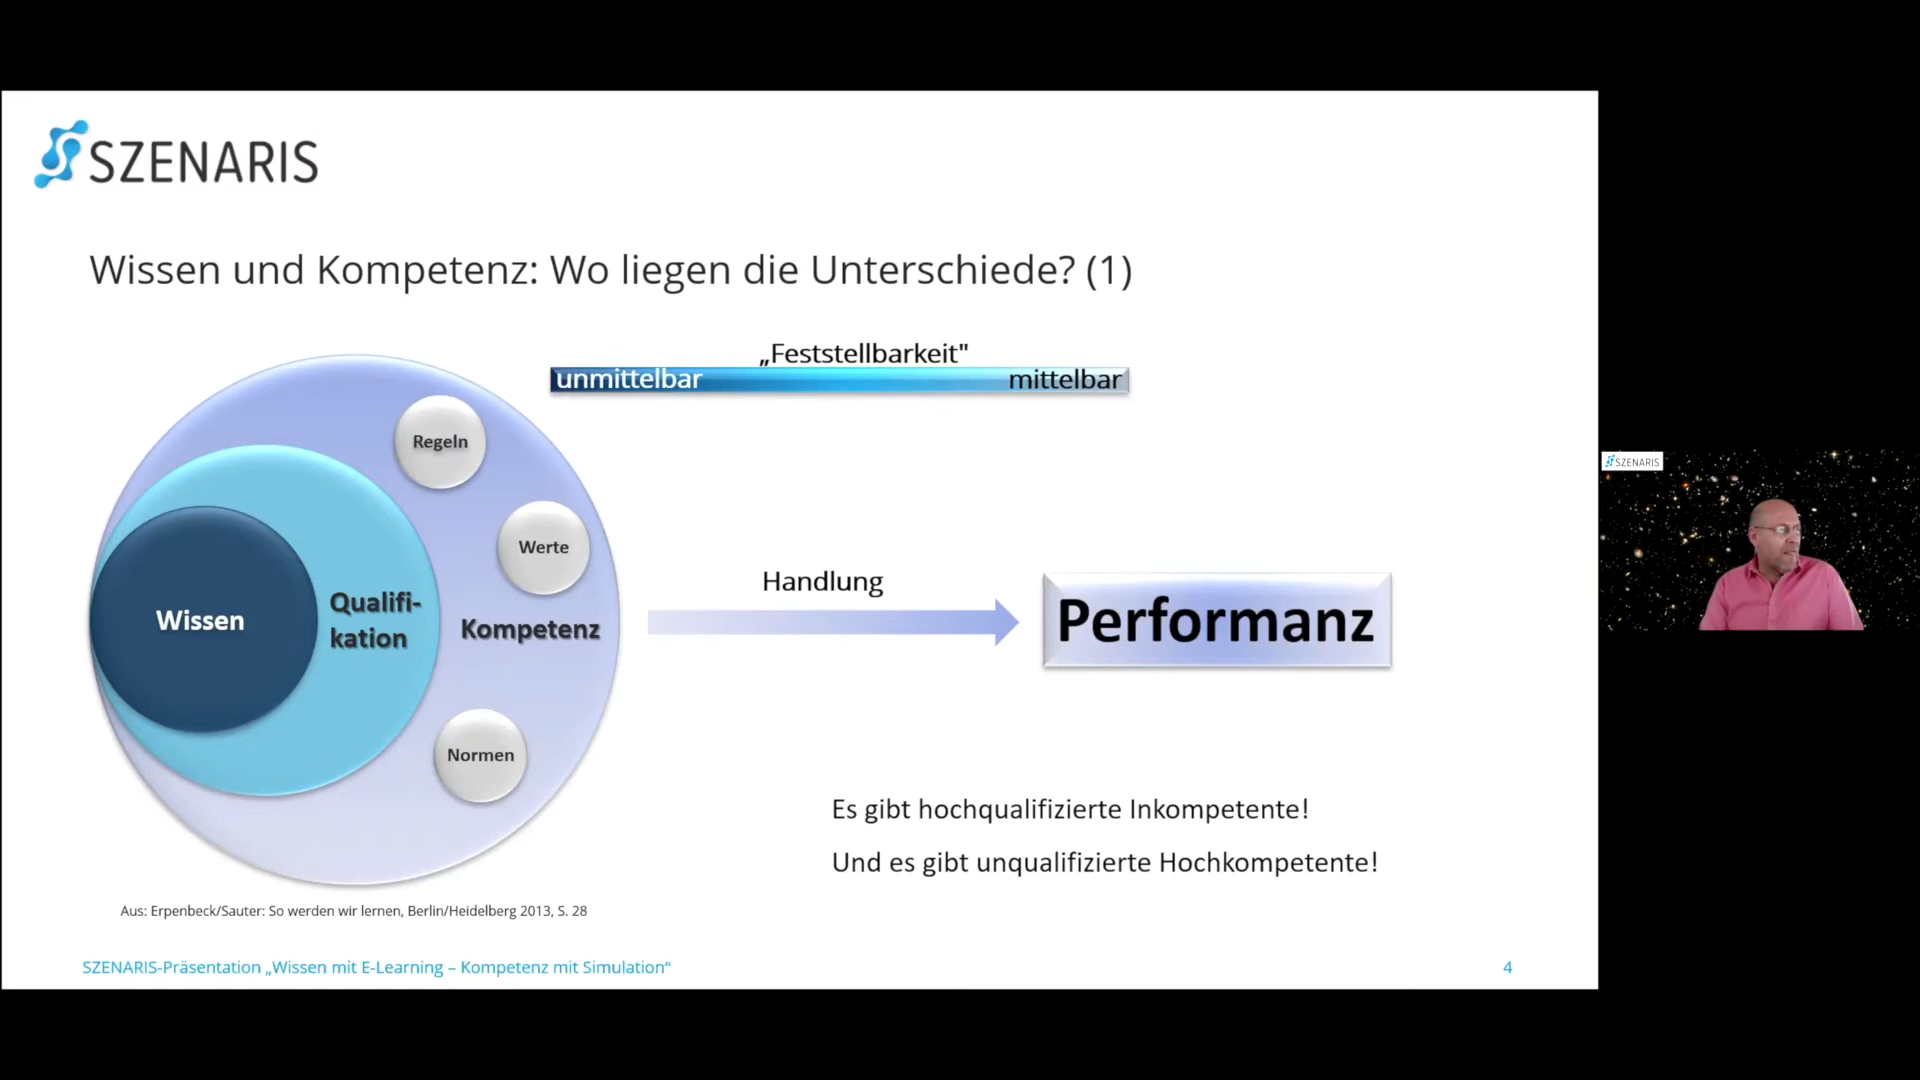 SZENARIS
Wissen und Kompetenz: Wo liegen die Unterschiede? (1)
„Feststellbarkeit"
unmittelbar
mittelbar
Regeln
Werte
Wissen
Qualifi-
kation
Kompetenz
Normen
Handlung
Performanz
Es gibt hochqualifizierte Inkompetente!
Und es gibt unqualifizierte Hochkompetente!
Aus: Erpenbeck/Sauter: So werden wir lernen, Berlin/Heidelberg 2013, S. 28
SZENARIS-Präsentation „Wissen mit E-Learning – Kompetenz mit Simulation“
4
SZENARIS